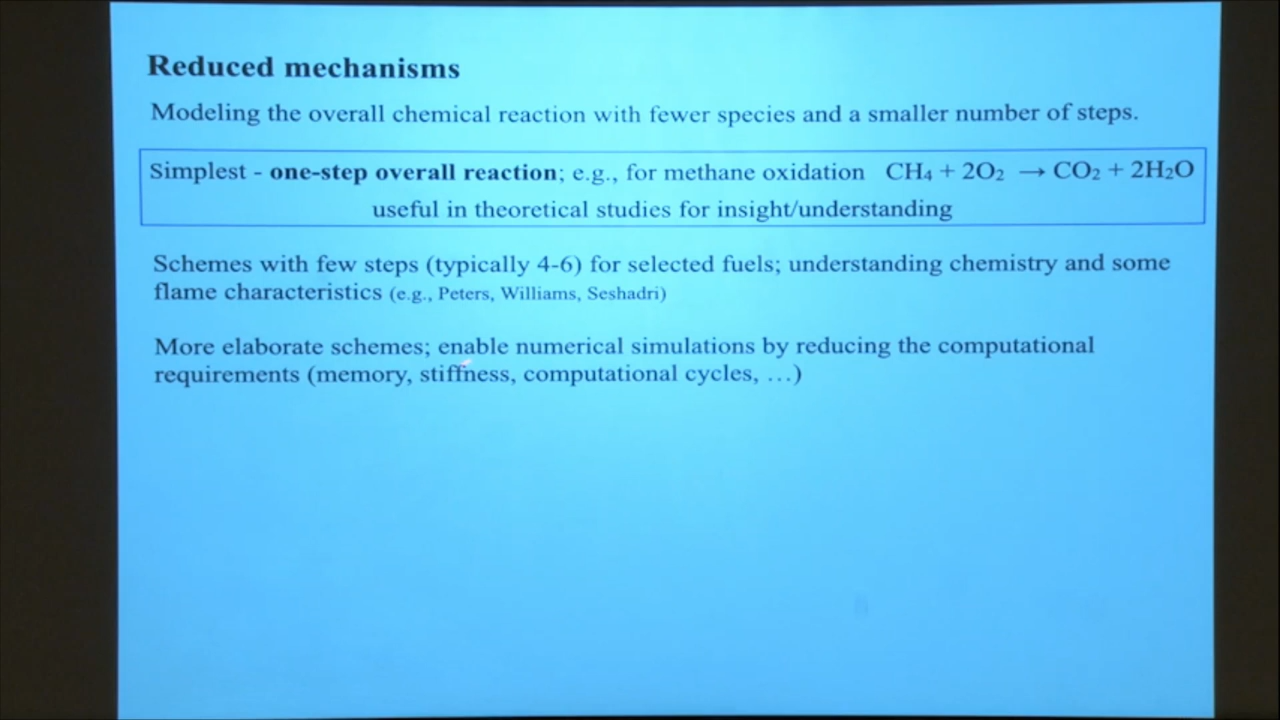 Reduced mechanisms
Modeling the overall chemical reaction with fewer species and a smaller number of steps.
Simplest - one-step overall reaction; e.g., for methane oxidation CH₄ + 2O₂ → CO₂ + 2H₂O
useful in theoretical studies for insight/understanding
Schemes with few steps (typically 4-6) for selected fuels; understanding chemistry and some
flame characteristics (e.g., Peters, Williams, Seshadri)
More elaborate schemes; enable numerical simulations by reducing the computational
requirements (memory, stiffness, computational cycles, …)